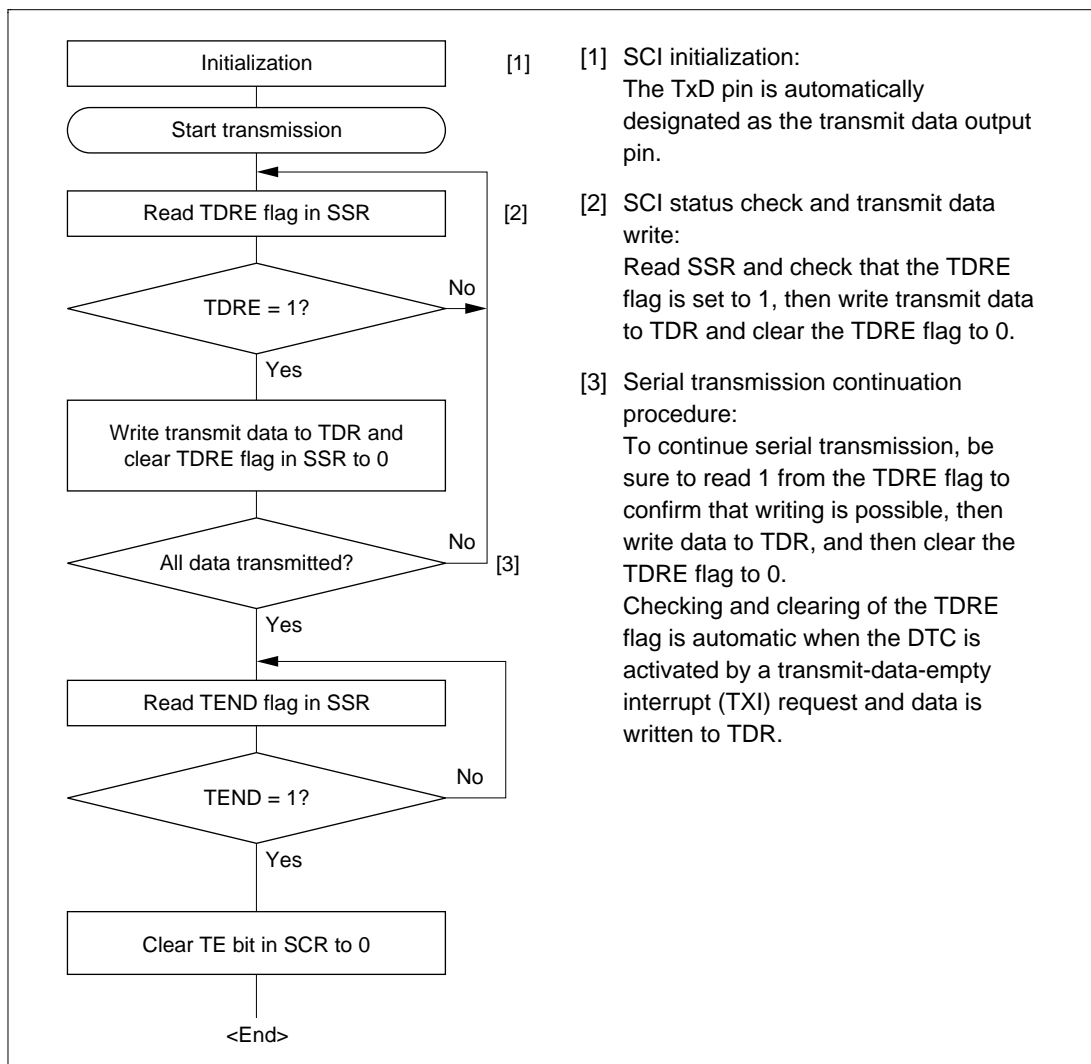 Initialization
[1]
Start transmission
Read TDRE flag in SSR
[2]
No
TDRE = 1?
Yes
Write transmit data to TDR and
clear TDRE flag in SSR to 0
No
All data transmitted?
[3]
Yes
Read TEND flag in SSR
No
TEND = 1?
Yes
Clear TE bit in SCR to 0
<End>
[1] SCI initialization:
The TxD pin is automatically
designated as the transmit data output
pin.
[2] SCI status check and transmit data
write:
Read SSR and check that the TDRE
flag is set to 1, then write transmit data
to TDR and clear the TDRE flag to 0.
[3] Serial transmission continuation
procedure:
To continue serial transmission, be
sure to read 1 from the TDRE flag to
confirm that writing is possible, then
write data to TDR, and then clear the
TDRE flag to 0.
Checking and clearing of the TDRE
flag is automatic when the DTC is
activated by a transmit-data-empty
interrupt (TXI) request and data is
written to TDR.